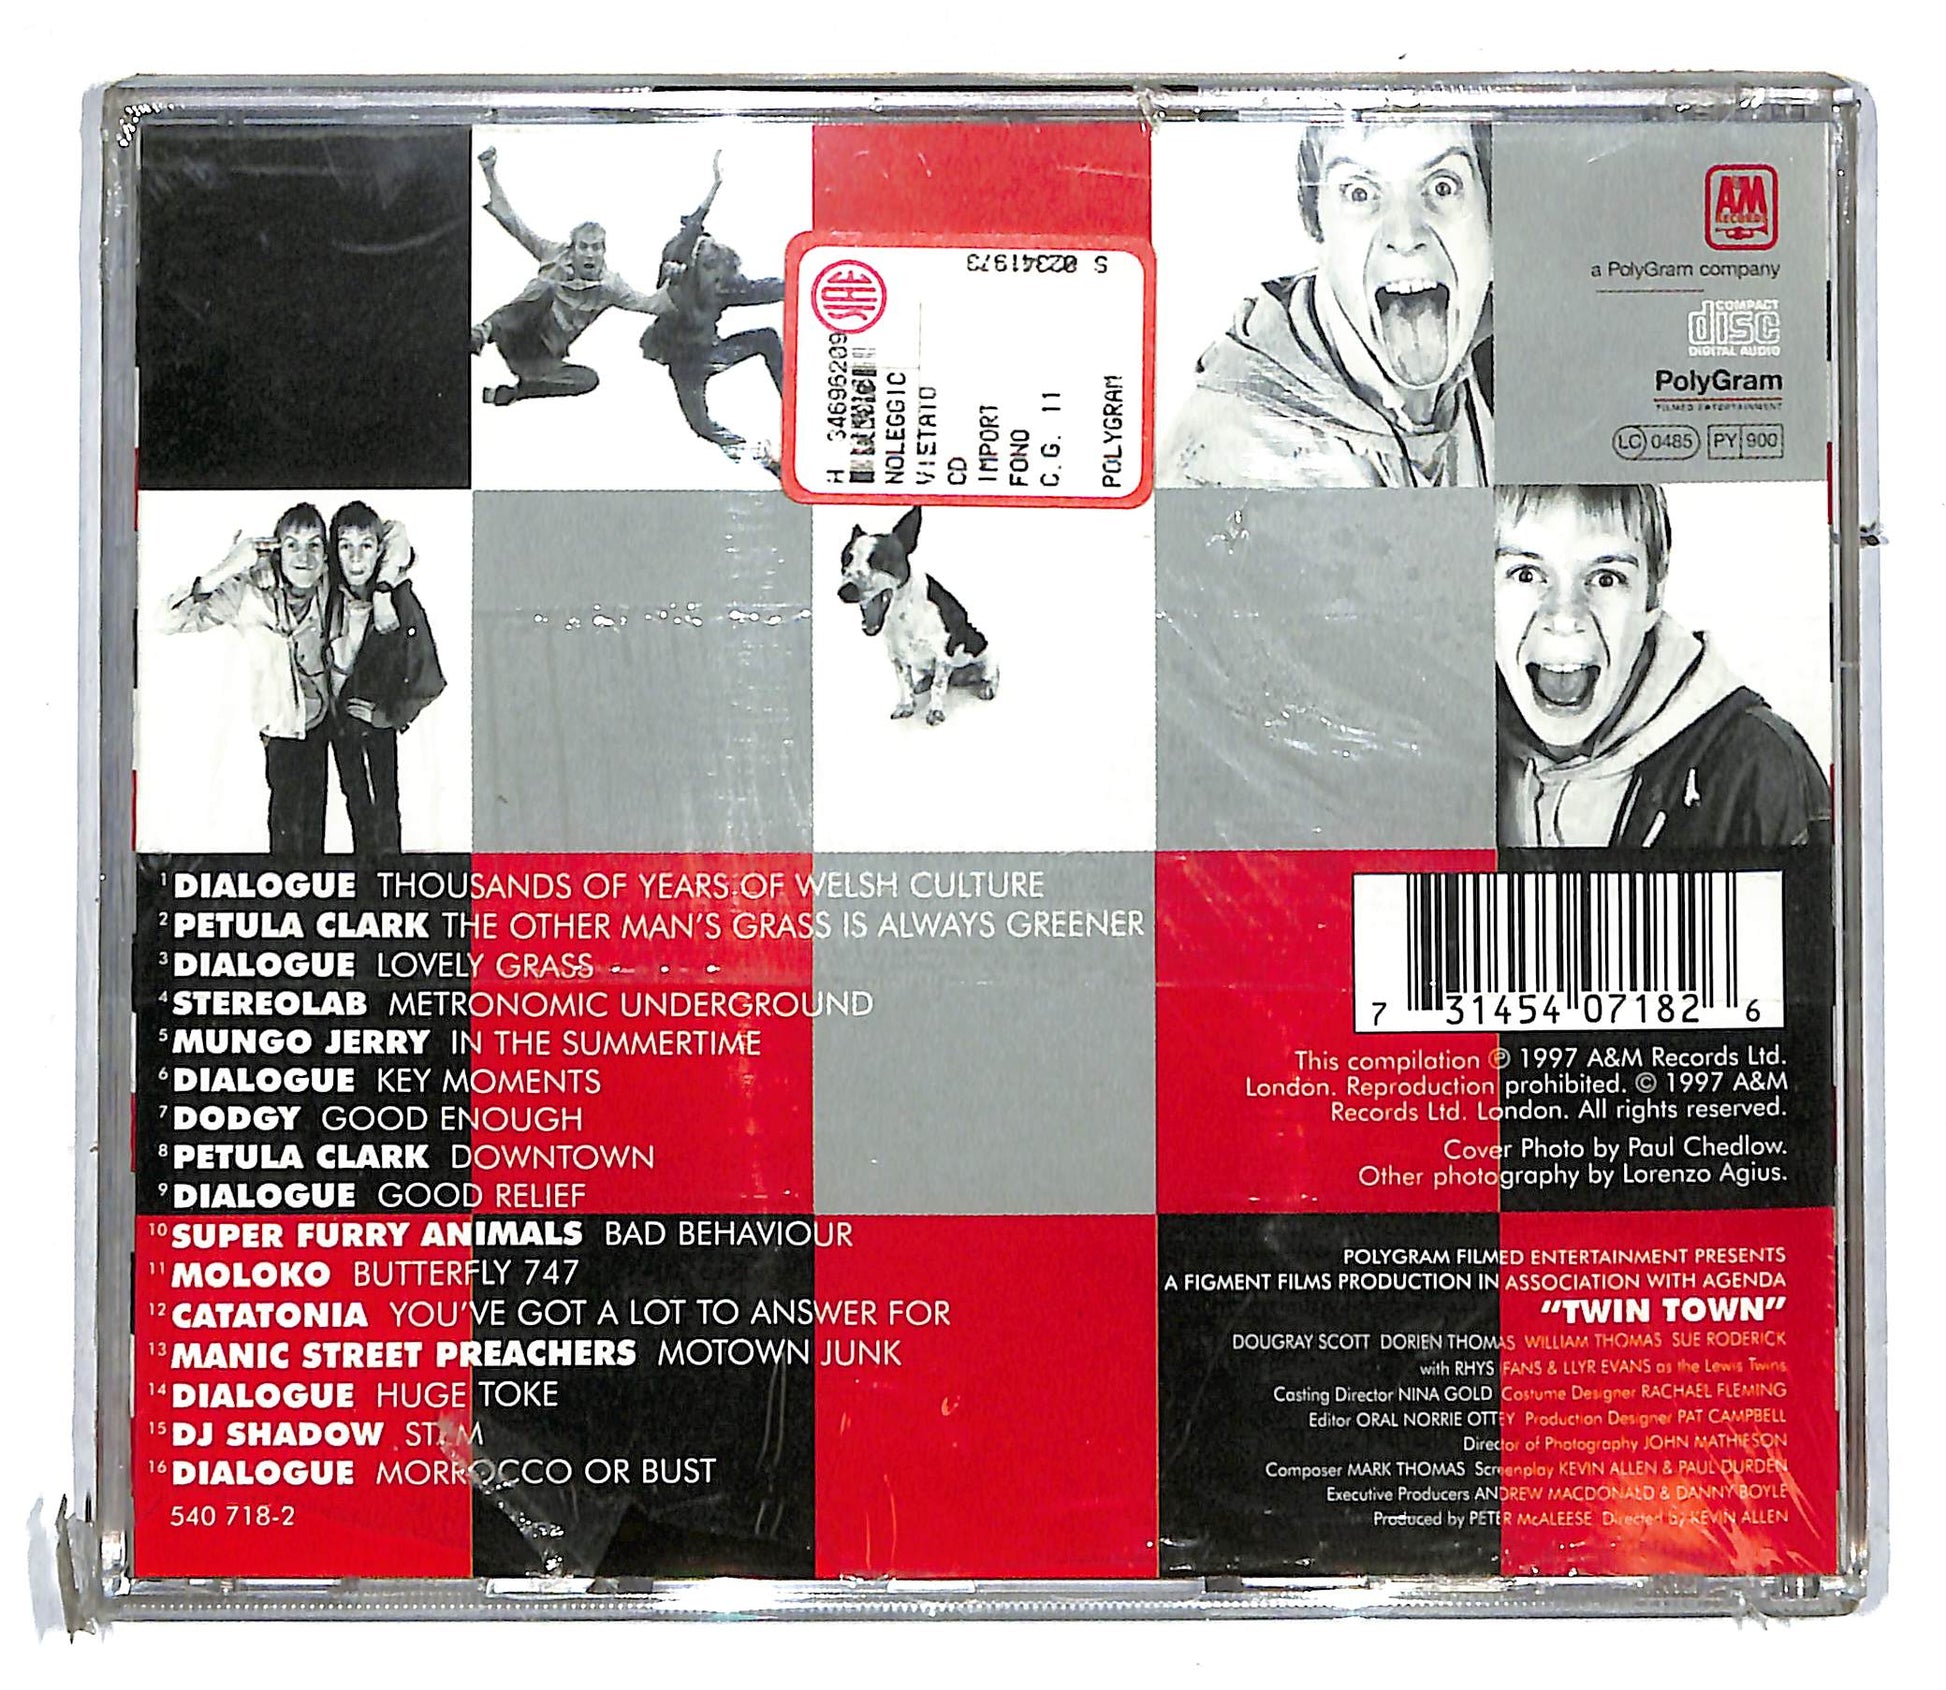 A&M
RECORDS
a PolyGram company
COMPACT
disc
DIGITAL AUDIO
PolyGram
FILMED ENTERTAINMENT
LC 0485 PY 900
S 02341973
H 34696209
NOLEGGIO
VIETATO
CD
IMPORT
FONO
C.G. 11
POLYGRAM
1 DIALOGUE THOUSANDS OF YEARS OF WELSH CULTURE
2 PETULA CLARK THE OTHER MAN'S GRASS IS ALWAYS GREENER
3 DIALOGUE LOVELY GRASS
4 STEREOLAB METRONOMIC UNDERGROUND
5 MUNGO JERRY IN THE SUMMERTIME
6 DIALOGUE KEY MOMENTS
7 DODGY GOOD ENOUGH
8 PETULA CLARK DOWNTOWN
9 DIALOGUE GOOD RELIEF
10 SUPER FURRY ANIMALS BAD BEHAVIOUR
11 MOLOKO BUTTERFLY 747
12 CATATONIA YOU'VE GOT A LOT TO ANSWER FOR
13 MANIC STREET PREACHERS MOTOWN JUNK
14 DIALOGUE HUGE TOKE
15 DJ SHADOW
16 DIALOGUE MORROCCO OR BUST
540 718-2
7 31454 07182 6
This compilation ℗ 1997 A&M Records Ltd.
London. Reproduction prohibited. © 1997 A&M
Records Ltd. London. All rights reserved.
Cover Photo by Paul Chedlow.
Other photography by Lorenzo Agius.
POLYGRAM FILMED ENTERTAINMENT PRESENTS
A FIGMENT FILMS PRODUCTION IN ASSOCIATION WITH AGENDA
"TWIN TOWN"
DOUGRAY SCOTT DORIEN THOMAS WILLIAM THOMAS SUE RODERICK
with RHYS IFANS & LLYR EVANS as the Lewis Twins
Casting Director NINA GOLD Costume Designer RACHAEL FLEMING
Editor ORAL NORRIE OTTEY Production Designer PAT CAMPBELL
Director of Photography JOHN MATHIESON
Composer MARK THOMAS Screenplay KEVIN ALLEN & PAUL DURDEN
Executive Producers ANDREW MACDONALD & DANNY BOYLE
Produced by PETER McALEESE Directed by KEVIN ALLEN